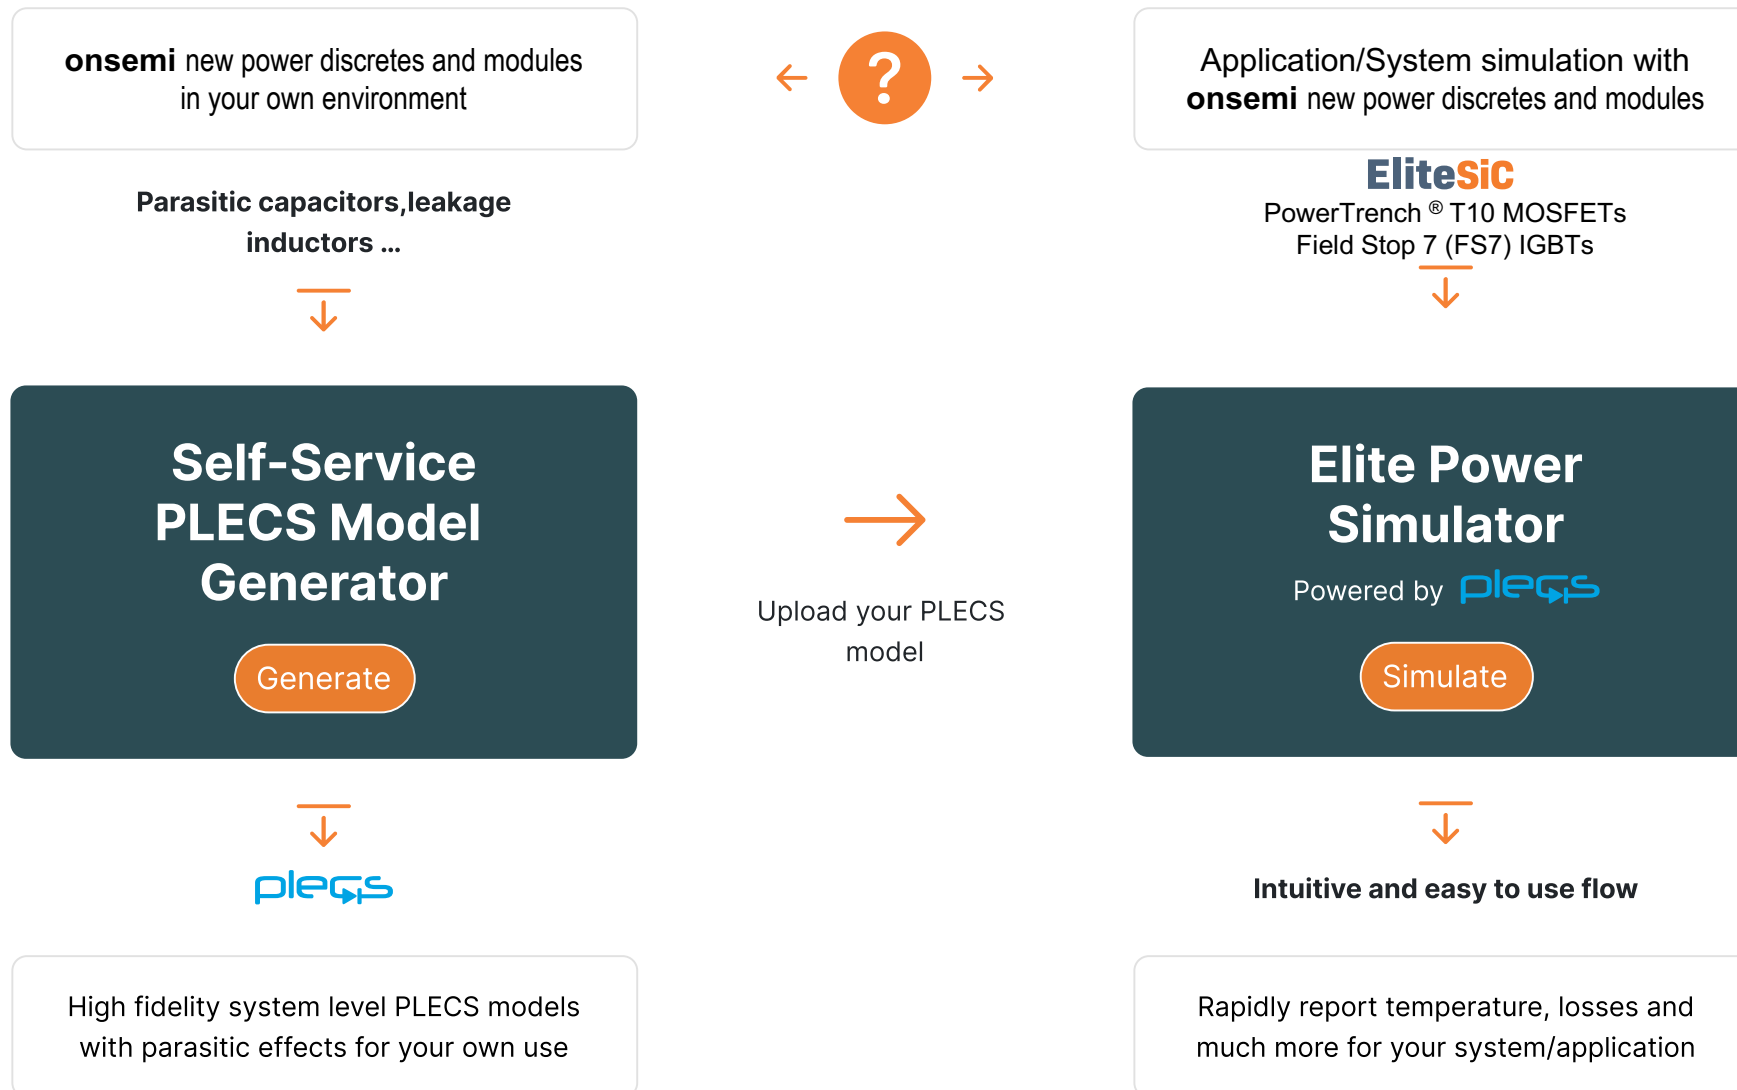 onsemi new power discretes and modules
in your own environment
?
Application/System simulation with
onsemi new power discretes and modules
Parasitic capacitors,leakage
inductors ...
EliteSiC
PowerTrench ® T10 MOSFETs
Field Stop 7 (FS7) IGBTs
Self-Service
PLECS Model
Generator
Generate
Upload your PLECS
model
Elite Power
Simulator
Powered by plecs
Simulate
plecs
High fidelity system level PLECS models
with parasitic effects for your own use
Intuitive and easy to use flow
Rapidly report temperature, losses and
much more for your system/application